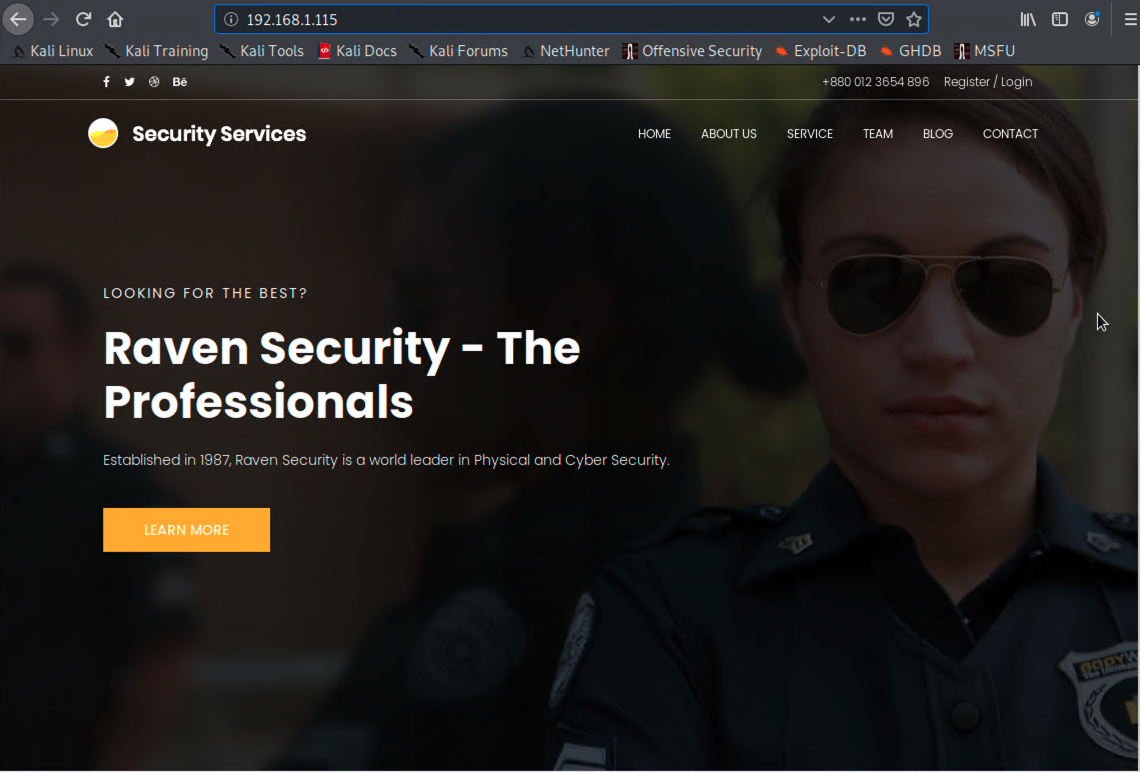 192.168.1.115
Kali Linux Kali Training Kali Tools Kali Docs Kali Forums NetHunter Offensive Security Exploit-DB GHDB MSFU
Bē +880 012 3654 896 Register / Login
Security Services HOME ABOUT US SERVICE TEAM BLOG CONTACT
LOOKING FOR THE BEST?
Raven Security - The
Professionals
Established in 1987, Raven Security is a world leader in Physical and Cyber Security.
LEARN MORE